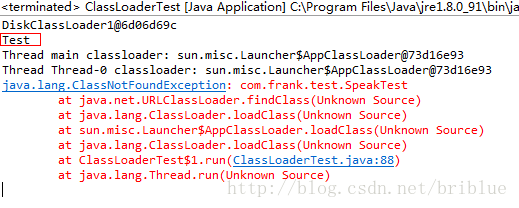 <terminated> ClassLoaderTest [Java Application] C:\Program Files\Java\jre1.8.0_91\bin\ja
DiskClassLoader1@6d06d69c
Test
Thread main classloader: sun.misc.Launcher$AppClassLoader@73d16e93
Thread Thread-0 classloader: sun.misc.Launcher$AppClassLoader@73d16e93
java.lang.ClassNotFoundException: com.frank.test.SpeakTest
at java.net.URLClassLoader.findClass(Unknown Source)
at java.lang.ClassLoader.loadClass(Unknown Source)
at sun.misc.Launcher$AppClassLoader.loadClass(Unknown Source)
at java.lang.ClassLoader.loadClass(Unknown Source)
at ClassLoaderTest$1.run(ClassLoaderTest.java:88)
at java.lang.Thread.run(Unknown Source)
http://blog.csdn.net/briblue